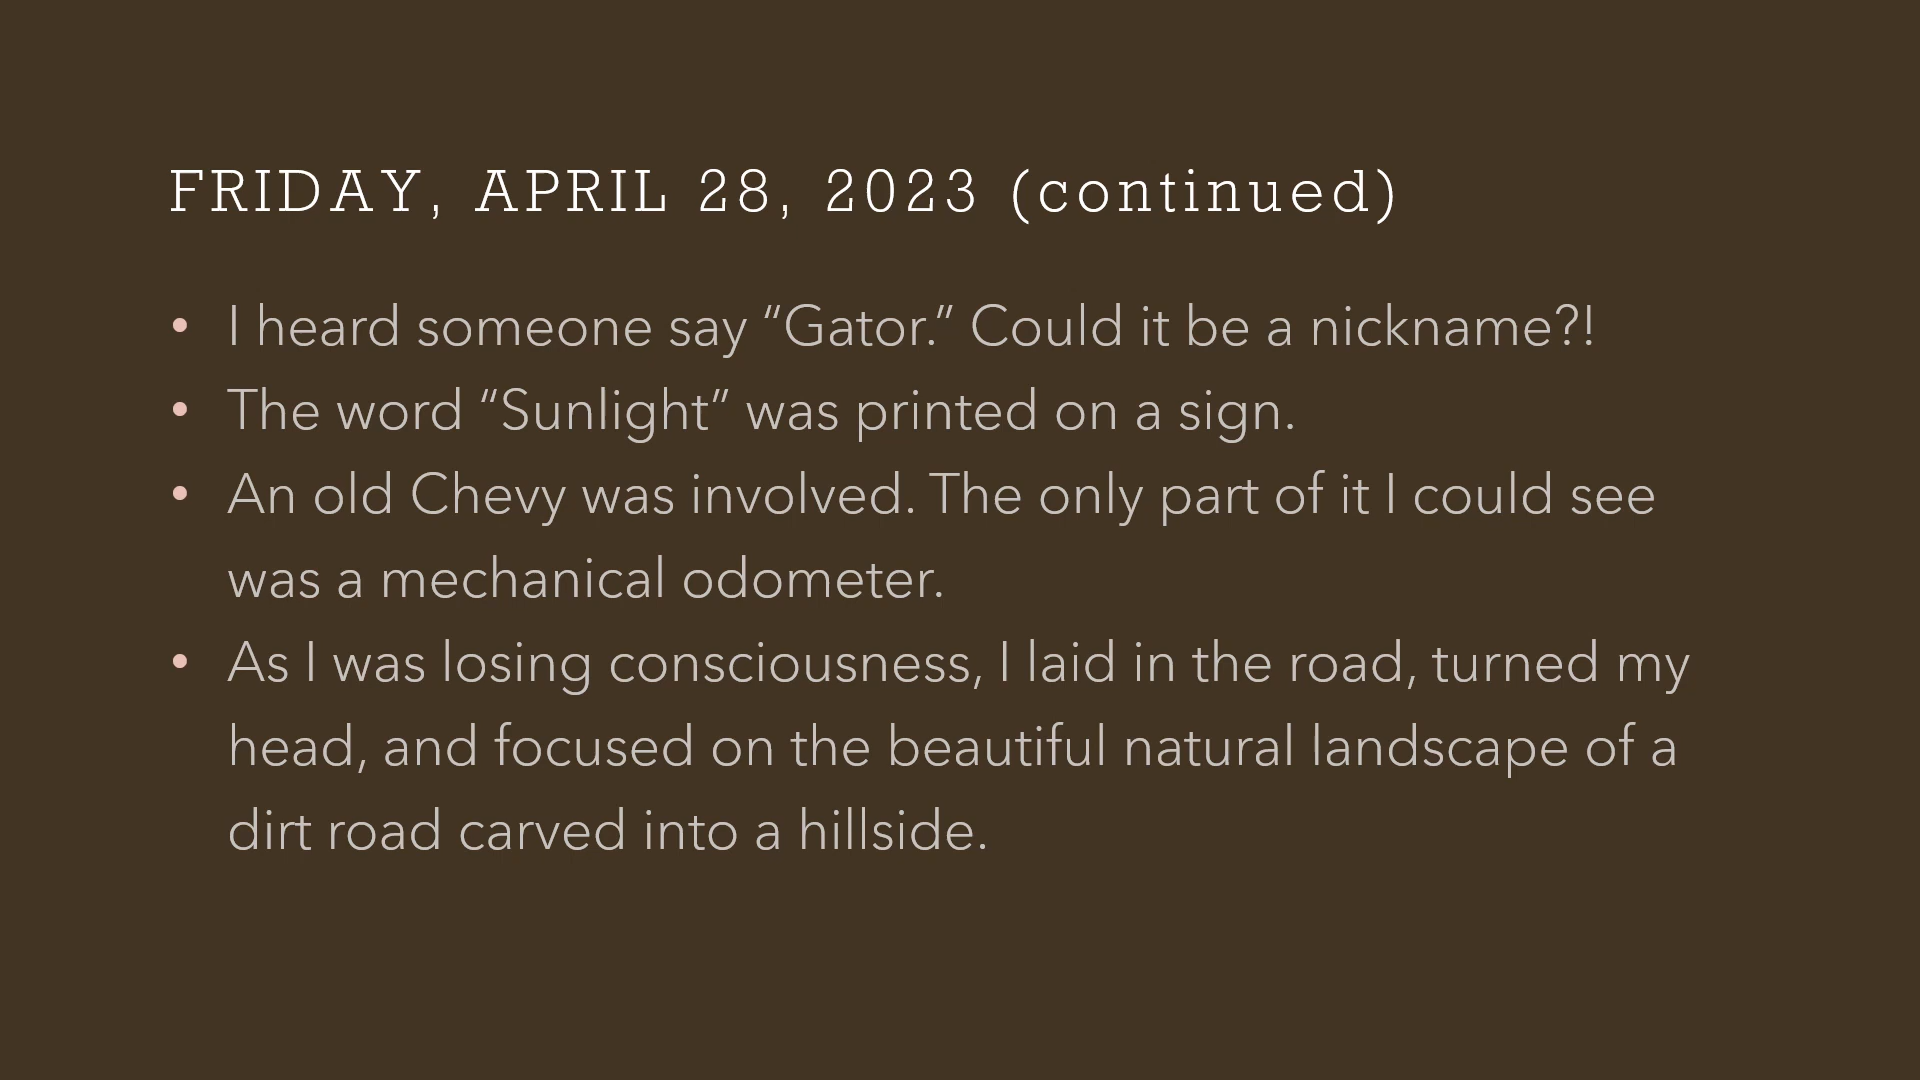 FRIDAY, APRIL 28, 2023 (continued)
• I heard someone say “Gator.” Could it be a nickname?!
• The word “Sunlight” was printed on a sign.
• An old Chevy was involved. The only part of it I could see
was a mechanical odometer.
• As I was losing consciousness, I laid in the road, turned my
head, and focused on the beautiful natural landscape of a
dirt road carved into a hillside.